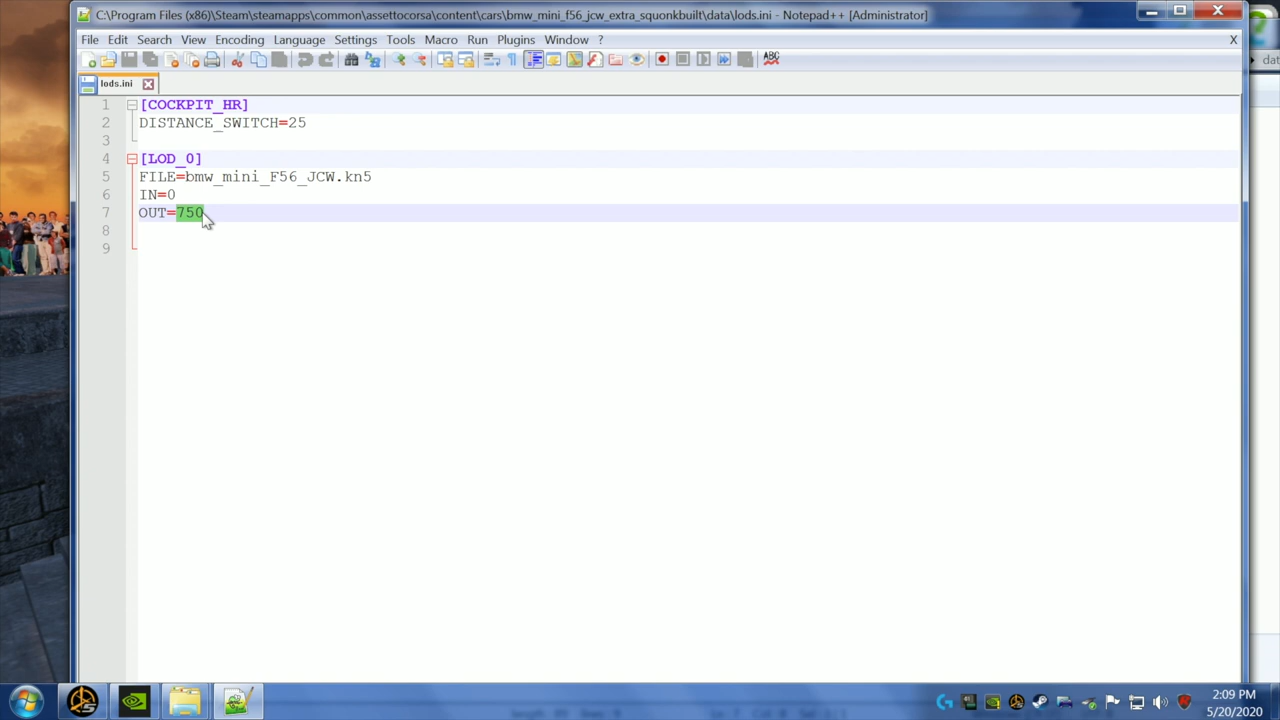 C:\Program Files (x86)\Steam\steamapps\common\assettocorsa\content\cars\bmw_mini_f56_jcw_extra_squonkbuilt\data\lods.ini - Notepad++ [Administrator]
File Edit Search View Encoding Language Settings Tools Macro Run Plugins Window ? X
ABC
dat
lods.ini
1 [COCKPIT_HR]
2 DISTANCE_SWITCH=25
3
4 [LOD_0]
5 FILE=bmw_mini_F56_JCW.kn5
6 IN=0
7 OUT=750
8
9
2:09 PM
5/20/2020